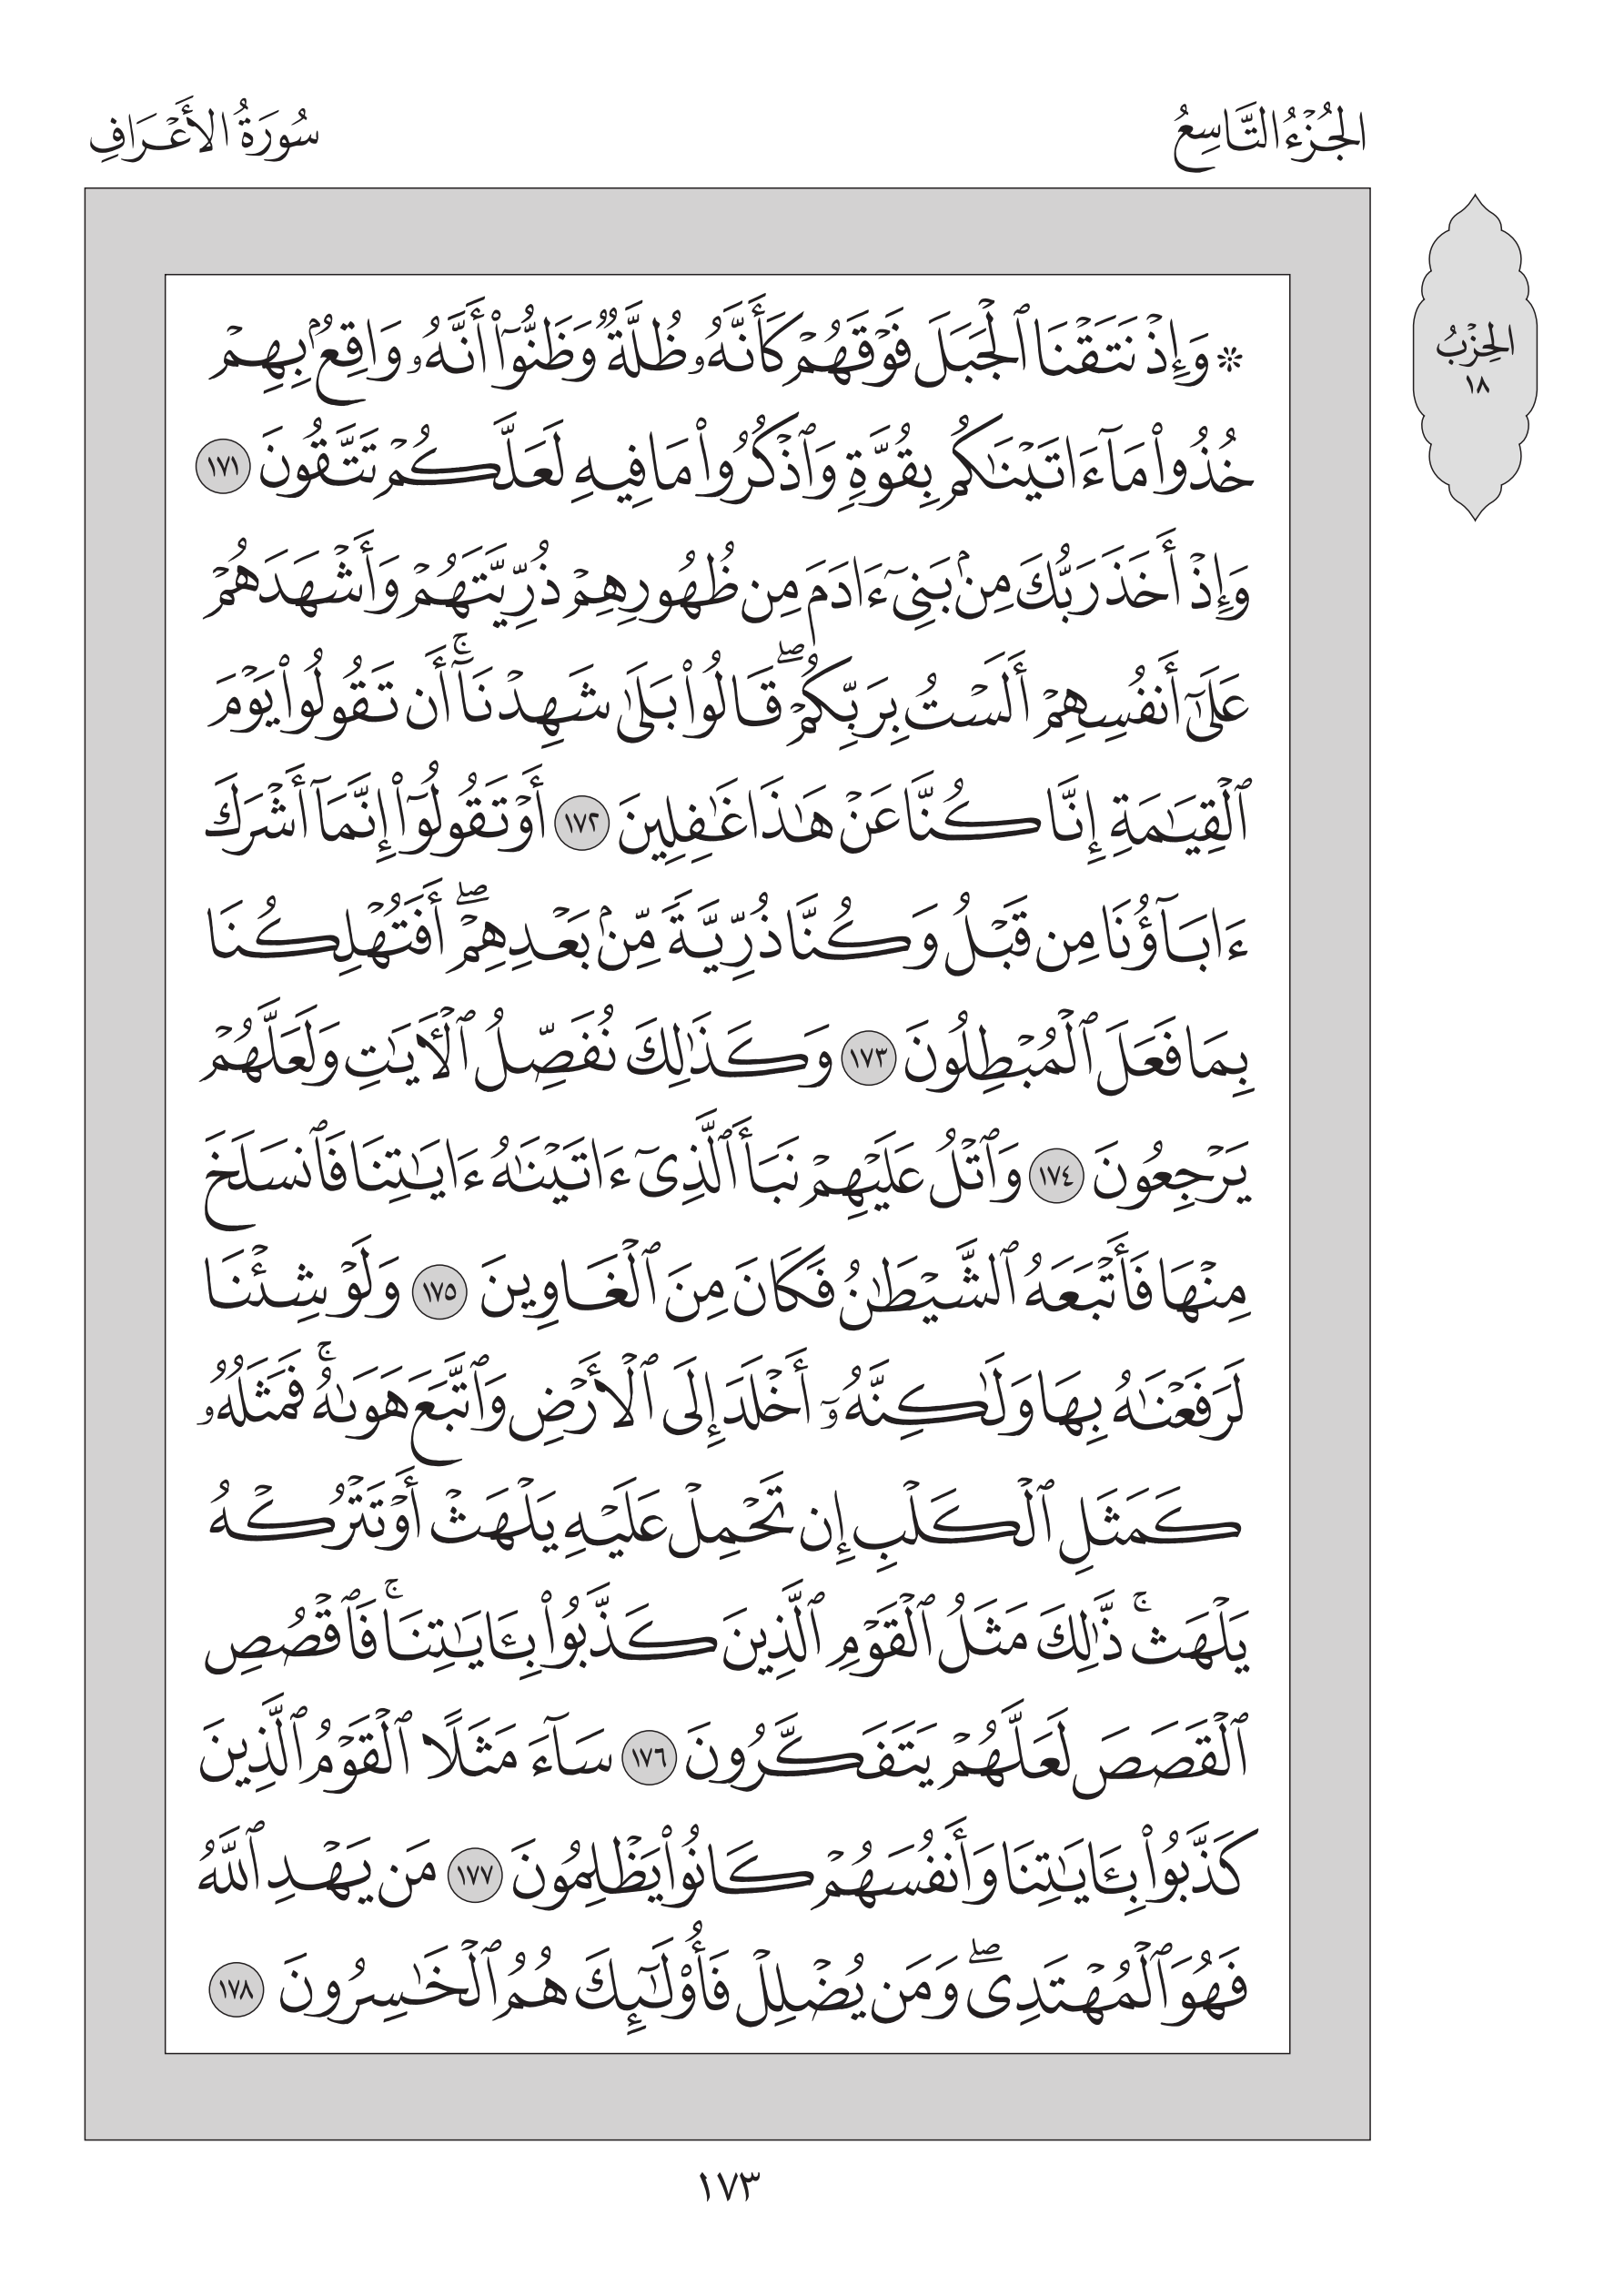 الجُزْءُ التَّاسِعُ
سُورَةُ الأَعْرَافِ
الحِزْبُ
١٨
۞ وَإِذْ نَتَقْنَا ٱلْجَبَلَ فَوْقَهُمْ كَأَنَّهُۥ ظُلَّةٌ وَظَنُّوٓا۟ أَنَّهُۥ وَاقِعٌۢ بِهِمْ
خُذُوا۟ مَآ ءَاتَيْنَـٰكُم بِقُوَّةٍ وَٱذْكُرُوا۟ مَا فِيهِ لَعَلَّكُمْ تَتَّقُونَ ١٧١
وَإِذْ أَخَذَ رَبُّكَ مِنۢ بَنِىٓ ءَادَمَ مِن ظُهُورِهِمْ ذُرِّيَّتَهُمْ وَأَشْهَدَهُمْ
عَلَىٰٓ أَنفُسِهِمْ أَلَسْتُ بِرَبِّكُمْ ۖ قَالُوا۟ بَلَىٰ شَهِدْنَآ ۚ أَن تَقُولُوا۟ يَوْمَ
ٱلْقِيَـٰمَةِ إِنَّا كُنَّا عَنْ هَـٰذَا غَـٰفِلِينَ ١٧٢ أَوْ تَقُولُوٓا۟ إِنَّمَآ أَشْرَكَ
ءَابَآؤُنَا مِن قَبْلُ وَكُنَّا ذُرِّيَّةً مِّنۢ بَعْدِهِمْ ۖ أَفَتُهْلِكُنَا
بِمَا فَعَلَ ٱلْمُبْطِلُونَ ١٧٣ وَكَذَٰلِكَ نُفَصِّلُ ٱلْـَٔايَـٰتِ وَلَعَلَّهُمْ
يَرْجِعُونَ ١٧٤ وَٱتْلُ عَلَيْهِمْ نَبَأَ ٱلَّذِىٓ ءَاتَيْنَـٰهُ ءَايَـٰتِنَا فَٱنسَلَخَ
مِنْهَا فَأَتْبَعَهُ ٱلشَّيْطَـٰنُ فَكَانَ مِنَ ٱلْغَاوِينَ ١٧٥ وَلَوْ شِئْنَا
لَرَفَعْنَـٰهُ بِهَا وَلَـٰكِنَّهُۥٓ أَخْلَدَ إِلَى ٱلْأَرْضِ وَٱتَّبَعَ هَوَىٰهُ ۚ فَمَثَلُهُۥ
كَمَثَلِ ٱلْكَلْبِ إِن تَحْمِلْ عَلَيْهِ يَلْهَثْ أَوْ تَتْرُكْهُ
يَلْهَث ۚ ذَّٰلِكَ مَثَلُ ٱلْقَوْمِ ٱلَّذِينَ كَذَّبُوا۟ بِـَٔايَـٰتِنَا ۚ فَٱقْصُصِ
ٱلْقَصَصَ لَعَلَّهُمْ يَتَفَكَّرُونَ ١٧٦ سَآءَ مَثَلًا ٱلْقَوْمُ ٱلَّذِينَ
كَذَّبُوا۟ بِـَٔايَـٰتِنَا وَأَنفُسَهُمْ كَانُوا۟ يَظْلِمُونَ ١٧٧ مَن يَهْدِ ٱللَّهُ
فَهُوَ ٱلْمُهْتَدِى ۖ وَمَن يُضْلِلْ فَأُو۟لَـٰٓئِكَ هُمُ ٱلْخَـٰسِرُونَ ١٧٨
١٧٣